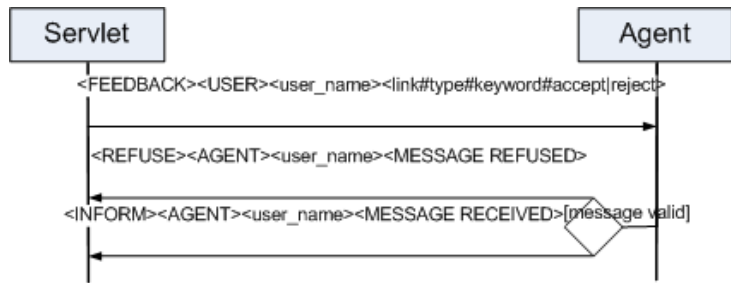 Servlet
Agent
<FEEDBACK><USER><user_name><link#type#keyword#accept|reject>
<REFUSE><AGENT><user_name><MESSAGE REFUSED>
<INFORM><AGENT><user_name><MESSAGE RECEIVED>[message valid]